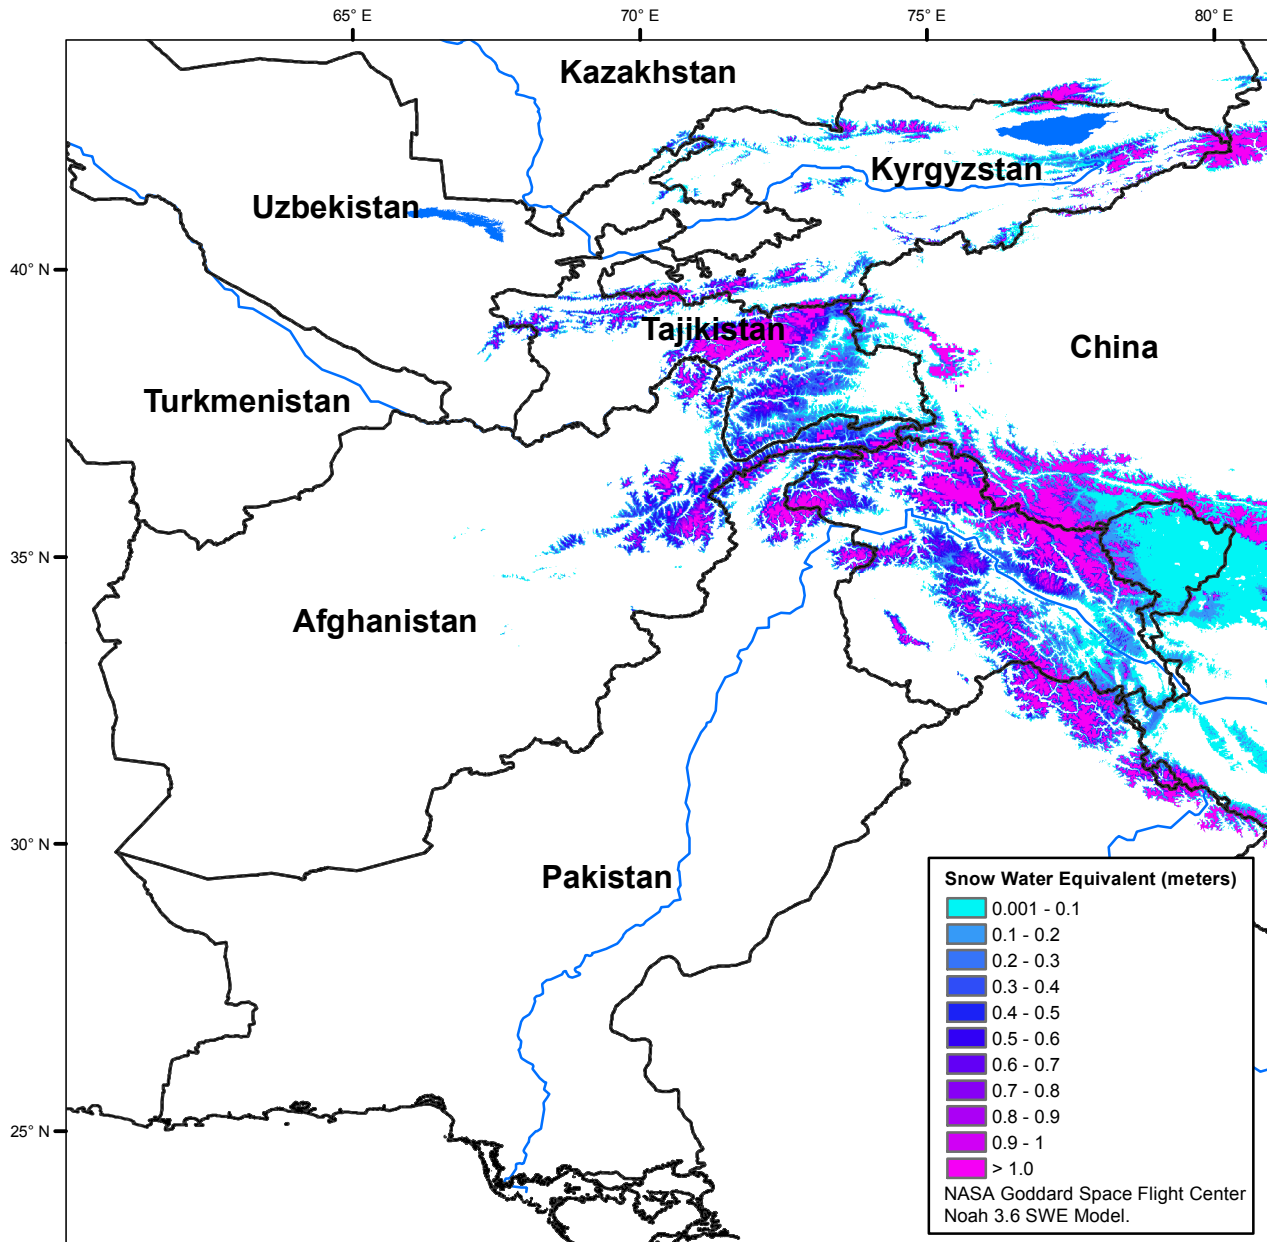 65° E
70° E
75° E
80° E
Kazakhstan
Kyrgyzstan
Uzbekistan
40° N
Tajikistan
China
Turkmenistan
35° N
Afghanistan
30° N
Pakistan
25° N
Snow Water Equivalent (meters)
0.001 - 0.1
0.1 - 0.2
0.2 - 0.3
0.3 - 0.4
0.4 - 0.5
0.5 - 0.6
0.6 - 0.7
0.7 - 0.8
0.8 - 0.9
0.9 - 1
> 1.0
NASA Goddard Space Flight Center
Noah 3.6 SWE Model.